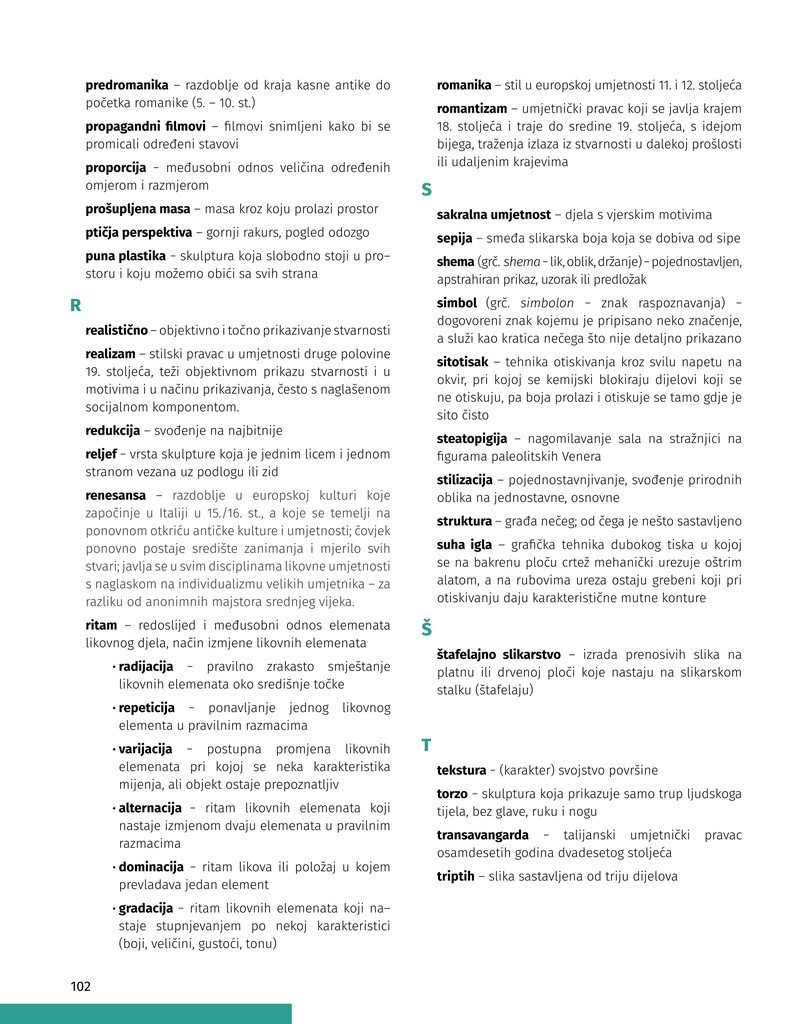 predromanika – razdoblje od kraja kasne antike do
početka romanike (5. – 10. st.)
propagandni filmovi – filmovi snimljeni kako bi se
promicali određeni stavovi
proporcija - međusobni odnos veličina određenih
omjerom i razmjerom
prošupljena masa – masa kroz koju prolazi prostor
ptičja perspektiva – gornji rakurs, pogled odozgo
puna plastika - skulptura koja slobodno stoji u pro–
storu i koju možemo obići sa svih strana
R
realistično – objektivno i točno prikazivanje stvarnosti
realizam – stilski pravac u umjetnosti druge polovine
19. stoljeća, teži objektivnom prikazu stvarnosti i u
motivima i u načinu prikazivanja, često s naglašenom
socijalnom komponentom.
redukcija – svođenje na najbitnije
reljef - vrsta skulpture koja je jednim licem i jednom
stranom vezana uz podlogu ili zid
renesansa – razdoblje u europskoj kulturi koje
započinje u Italiji u 15./16. st., a koje se temelji na
ponovnom otkriću antičke kulture i umjetnosti; čovjek
ponovno postaje središte zanimanja i mjerilo svih
stvari; javlja se u svim disciplinama likovne umjetnosti
s naglaskom na individualizmu velikih umjetnika – za
razliku od anonimnih majstora srednjeg vijeka.
ritam – redoslijed i međusobni odnos elemenata
likovnog djela, način izmjene likovnih elemenata
· radijacija - pravilno zrakasto smještanje
likovnih elemenata oko središnje točke
· repeticija - ponavljanje jednog likovnog
elementa u pravilnim razmacima
· varijacija - postupna promjena likovnih
elemenata pri kojoj se neka karakteristika
mijenja, ali objekt ostaje prepoznatljiv
· alternacija - ritam likovnih elemenata koji
nastaje izmjenom dvaju elemenata u pravilnim
razmacima
· dominacija - ritam likova ili položaj u kojem
prevladava jedan element
· gradacija - ritam likovnih elemenata koji na–
staje stupnjevanjem po nekoj karakteristici
(boji, veličini, gustoći, tonu)
romanika – stil u europskoj umjetnosti 11. i 12. stoljeća
romantizam – umjetnički pravac koji se javlja krajem
18. stoljeća i traje do sredine 19. stoljeća, s idejom
bijega, traženja izlaza iz stvarnosti u dalekoj prošlosti
ili udaljenim krajevima
S
sakralna umjetnost – djela s vjerskim motivima
sepija – smeđa slikarska boja koja se dobiva od sipe
shema (grč. shema - lik, oblik, držanje) - pojednostavljen,
apstrahiran prikaz, uzorak ili predložak
simbol (grč. simbolon - znak raspoznavanja) -
dogovoreni znak kojemu je pripisano neko značenje,
a služi kao kratica nečega što nije detaljno prikazano
sitotisak – tehnika otiskivanja kroz svilu napetu na
okvir, pri kojoj se kemijski blokiraju dijelovi koji se
ne otiskuju, pa boja prolazi i otiskuje se tamo gdje je
sito čisto
steatopigija – nagomilavanje sala na stražnjici na
figurama paleolitskih Venera
stilizacija – pojednostavnjivanje, svođenje prirodnih
oblika na jednostavne, osnovne
struktura – građa nečeg; od čega je nešto sastavljeno
suha igla – grafička tehnika dubokog tiska u kojoj
se na bakrenu ploču crtež mehanički urezuje oštrim
alatom, a na rubovima ureza ostaju grebeni koji pri
otiskivanju daju karakteristične mutne konture
Š
štafelajno slikarstvo – izrada prenosivih slika na
platnu ili drvenoj ploči koje nastaju na slikarskom
stalku (štafelaju)
T
tekstura - (karakter) svojstvo površine
torzo - skulptura koja prikazuje samo trup ljudskoga
tijela, bez glave, ruku i nogu
transavangarda - talijanski umjetnički pravac
osamdesetih godina dvadesetog stoljeća
triptih – slika sastavljena od triju dijelova
102